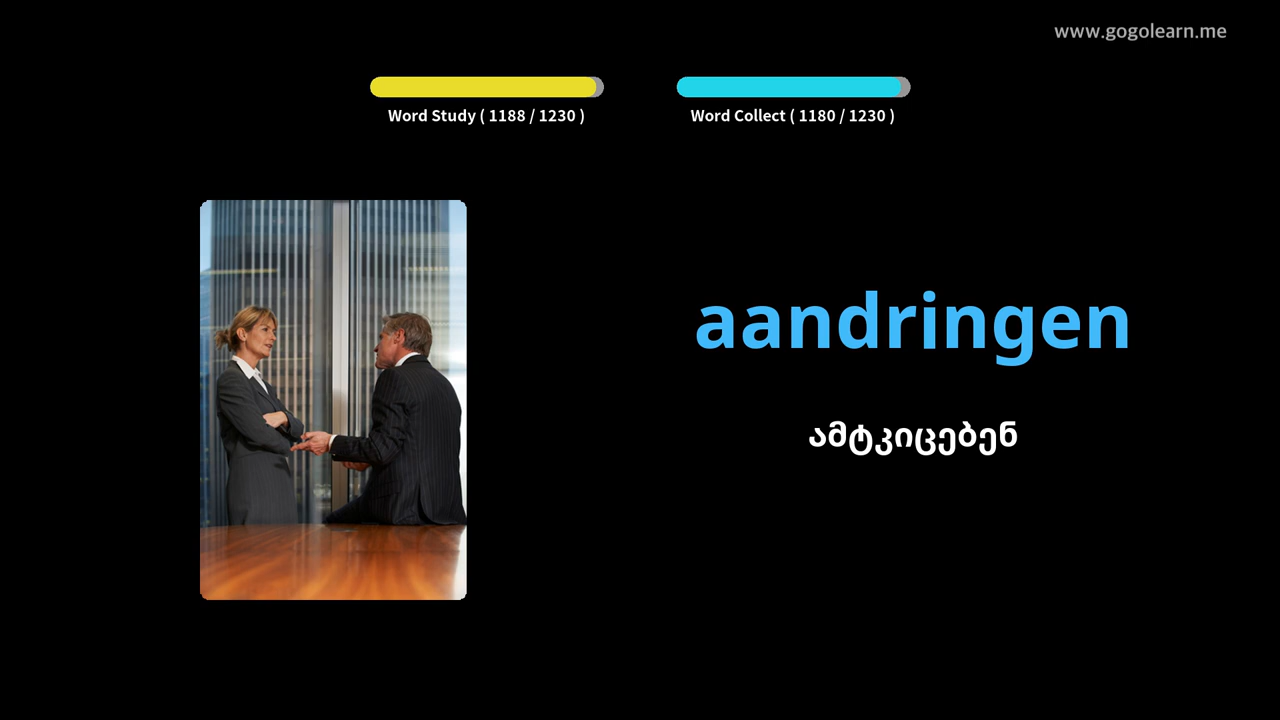 www.gogolearn.me
Word Study ( 1188 / 1230 )
Word Collect ( 1180 / 1230 )
aandringen
ამტკიცებენ